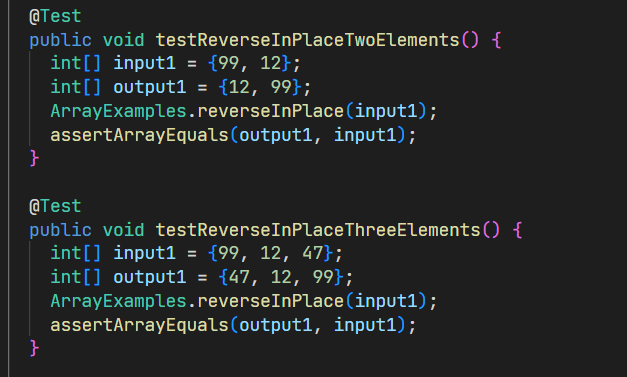 @Test
public void testReverseInPlaceTwoElements() {
  int[] input1 = {99, 12};
  int[] output1 = {12, 99};
  ArrayExamples.reverseInPlace(input1);
  assertArrayEquals(output1, input1);
}

@Test
public void testReverseInPlaceThreeElements() {
  int[] input1 = {99, 12, 47};
  int[] output1 = {47, 12, 99};
  ArrayExamples.reverseInPlace(input1);
  assertArrayEquals(output1, input1);
}